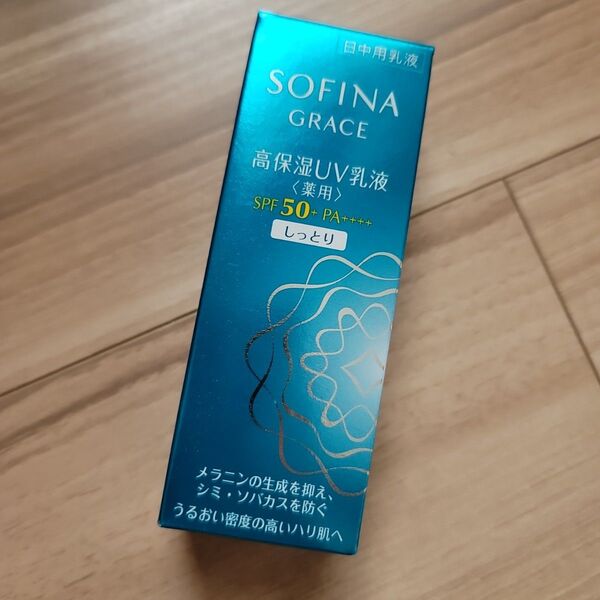 日中用乳液
SOFINA
GRACE
高保湿UV乳液
〈薬用〉
SPF 50+ PA++++
しっとり
メラニンの生成を抑え、
シミ・ソバカスを防ぐ
うるおい密度の高いハリ肌へ